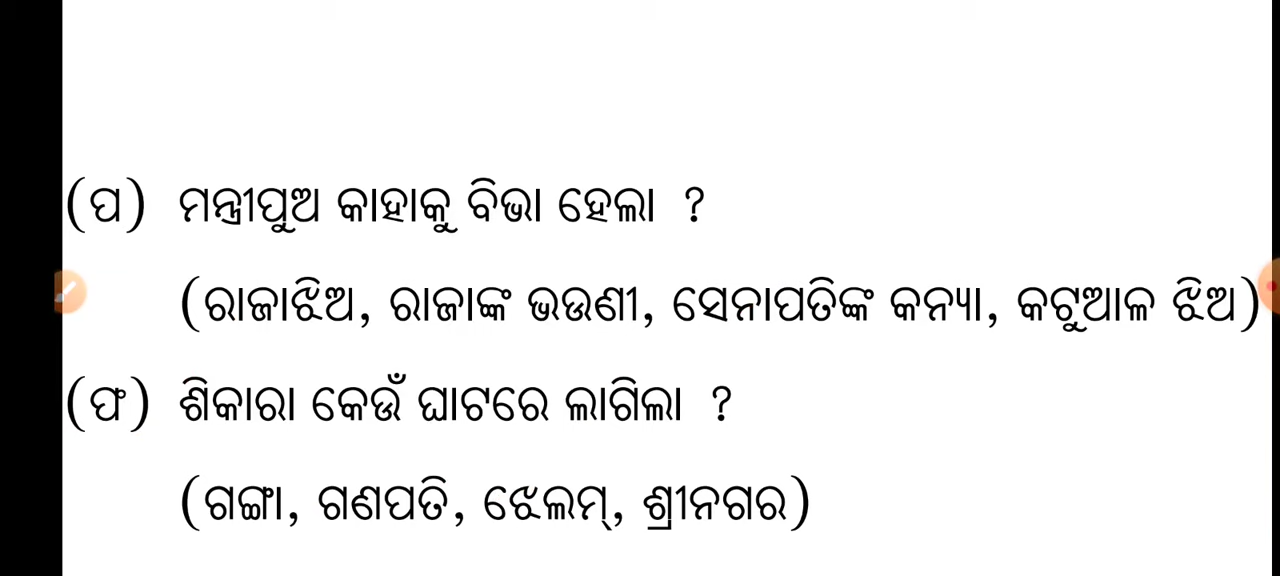 (ପ) ମନ୍ତ୍ରୀପୁଅ କାହାକୁ ବିଭା ହେଲା ?
(ରାଜାଝିଅ, ରାଜାଙ୍କ ଭଉଣୀ, ସେନାପତିଙ୍କ କନ୍ୟା, କଟୁଆଳ ଝିଅ)
(ଫ) ଶିକାରା କେଉଁ ଘାଟରେ ଲାଗିଲା ?
(ଗଙ୍ଗା, ଗଣପତି, ଝେଲମ୍, ଶ୍ରୀନଗର)